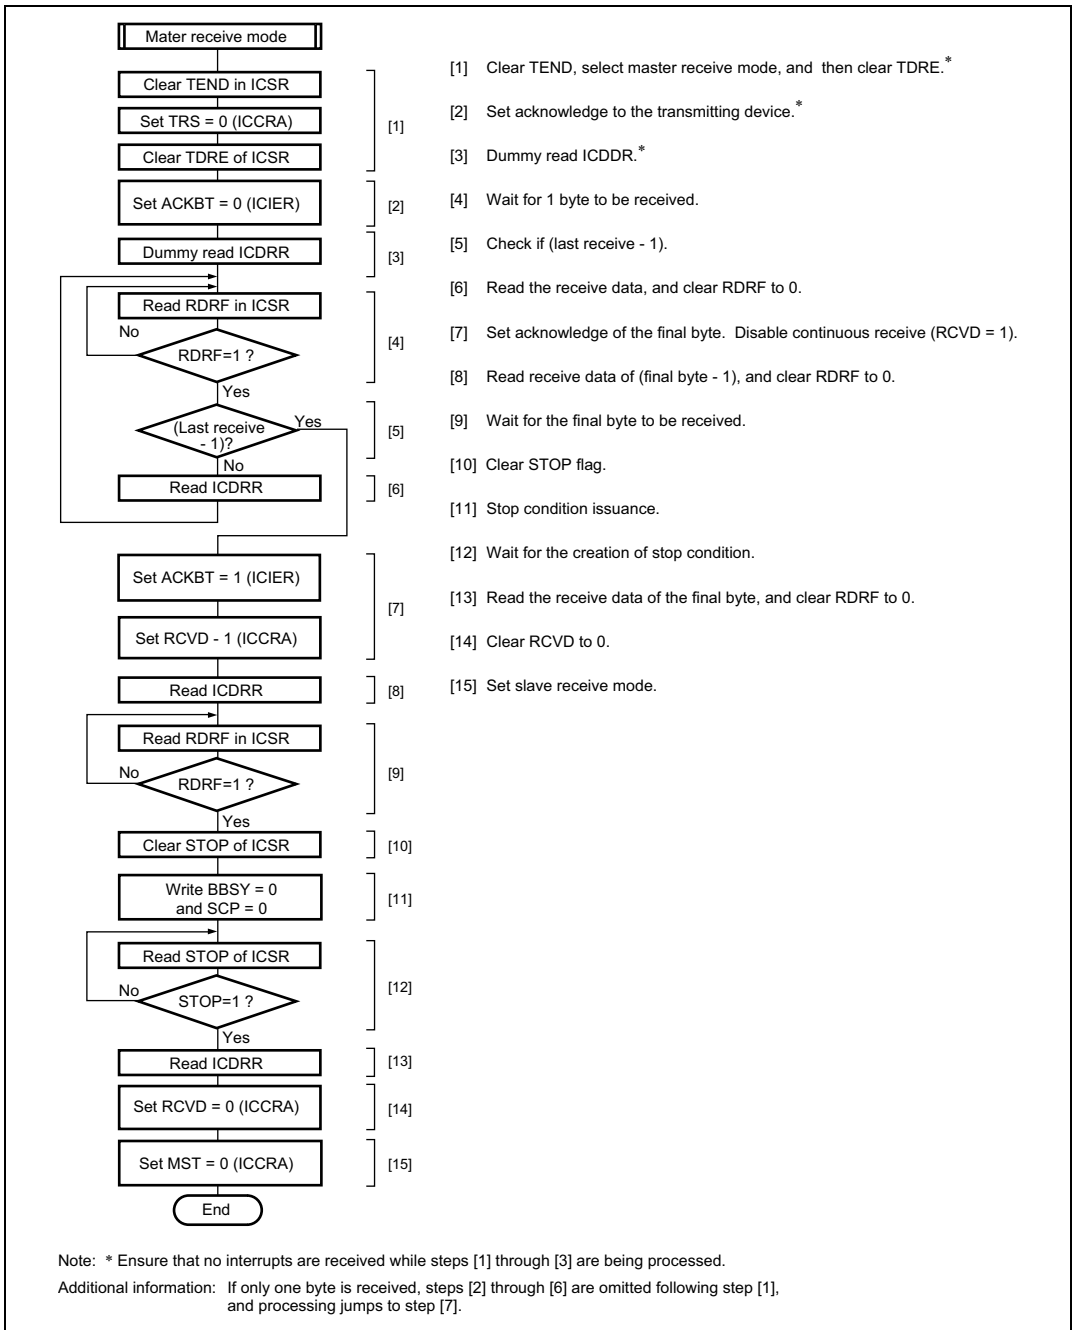 Mater receive mode
Clear TEND in ICSR
Set TRS = 0 (ICCRA)
Clear TDRE of ICSR
[1]
Set ACKBT = 0 (ICIER)
[2]
Dummy read ICDRR
[3]
Read RDRF in ICSR
No
RDRF=1 ?
[4]
Yes
(Last receive
- 1)?
Yes
[5]
No
Read ICDRR
[6]
Set ACKBT = 1 (ICIER)
[7]
Set RCVD - 1 (ICCRA)
Read ICDRR
[8]
Read RDRF in ICSR
No
RDRF=1 ?
[9]
Yes
Clear STOP of ICSR
[10]
Write BBSY = 0
and SCP = 0
[11]
Read STOP of ICSR
No
STOP=1 ?
[12]
Yes
Read ICDRR
[13]
Set RCVD = 0 (ICCRA)
[14]
Set MST = 0 (ICCRA)
[15]
End
[1] Clear TEND, select master receive mode, and then clear TDRE.*
[2] Set acknowledge to the transmitting device.*
[3] Dummy read ICDDR.*
[4] Wait for 1 byte to be received.
[5] Check if (last receive - 1).
[6] Read the receive data, and clear RDRF to 0.
[7] Set acknowledge of the final byte. Disable continuous receive (RCVD = 1).
[8] Read receive data of (final byte - 1), and clear RDRF to 0.
[9] Wait for the final byte to be received.
[10] Clear STOP flag.
[11] Stop condition issuance.
[12] Wait for the creation of stop condition.
[13] Read the receive data of the final byte, and clear RDRF to 0.
[14] Clear RCVD to 0.
[15] Set slave receive mode.
Note: * Ensure that no interrupts are received while steps [1] through [3] are being processed.
Additional information: If only one byte is received, steps [2] through [6] are omitted following step [1],
and processing jumps to step [7].